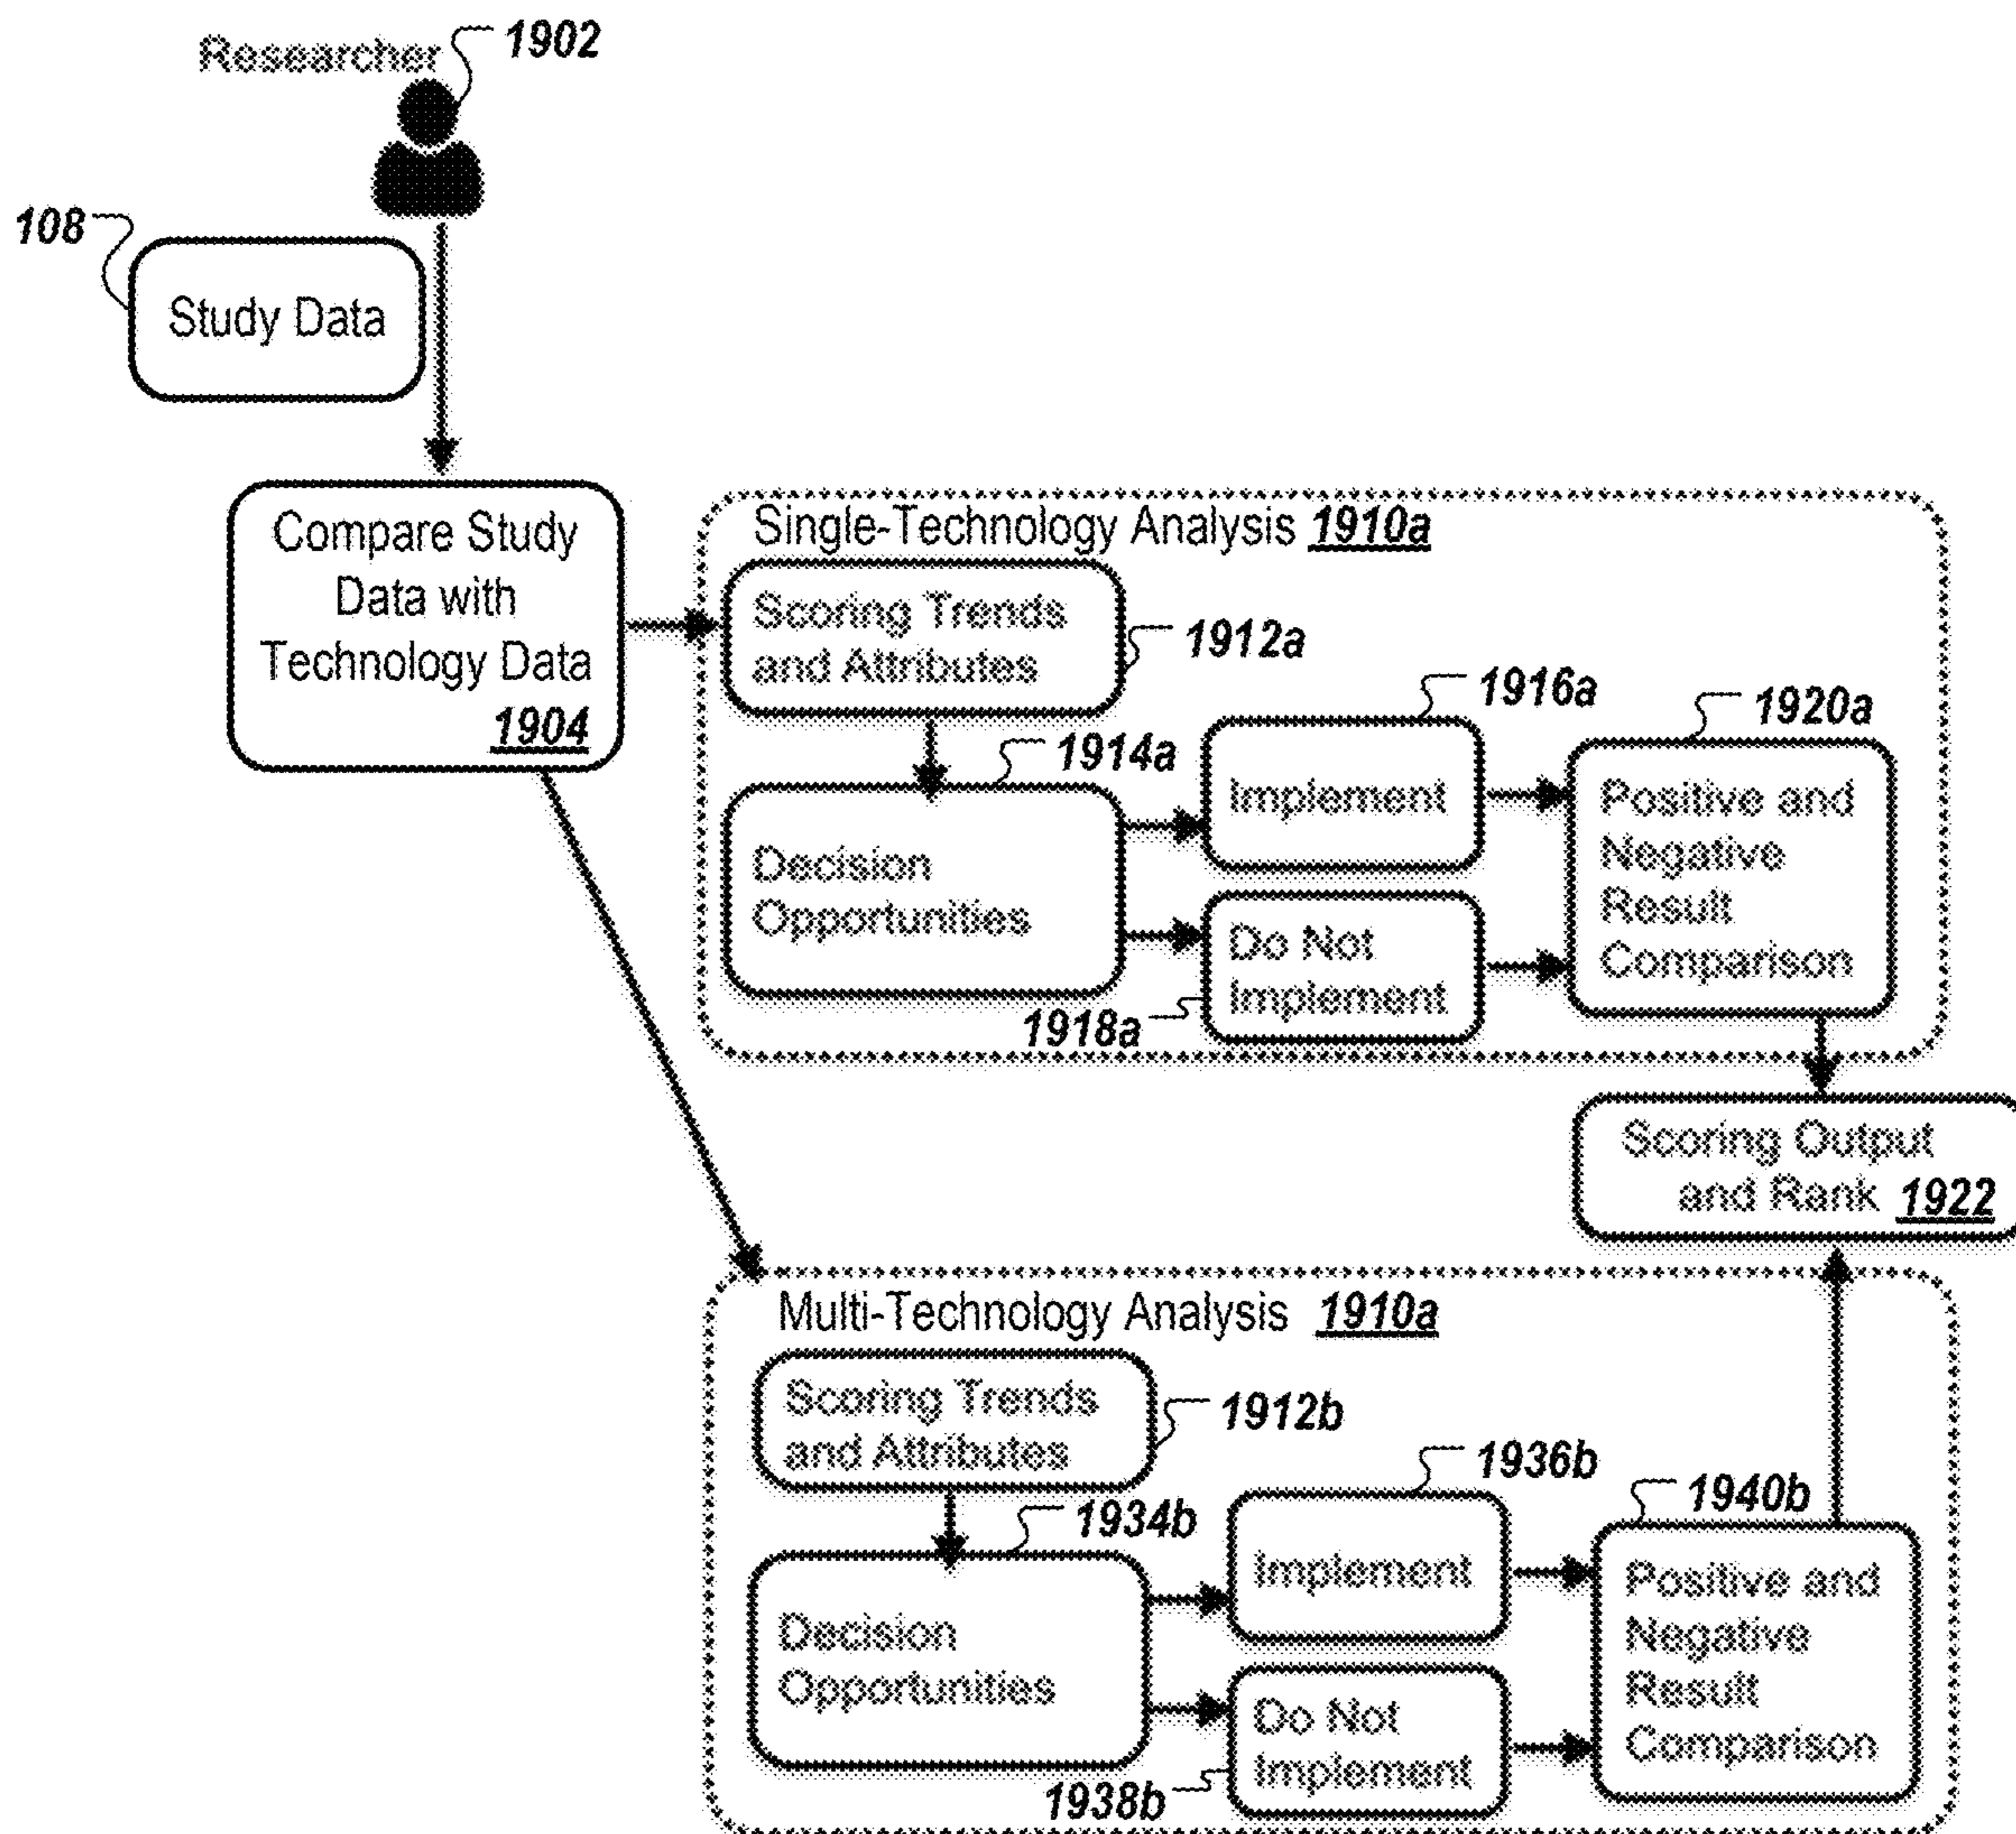 Researcher
1902
108
Study Data
Compare Study
Data with
Technology Data
1904
Single-Technology Analysis 1910a
Scoring Trends
and Attributes
1912a
1914a
Decision
Opportunities
1916a
Implement
Do Not
Implement
1918a
1920a
Positive and
Negative
Result
Comparison
Scoring Output
and Rank 1922
Multi-Technology Analysis 1910a
Scoring Trends
and Attributes
1912b
1934b
Decision
Opportunities
1936b
Implement
Do Not
Implement
1938b
1940b
Positive and
Negative
Result
Comparison